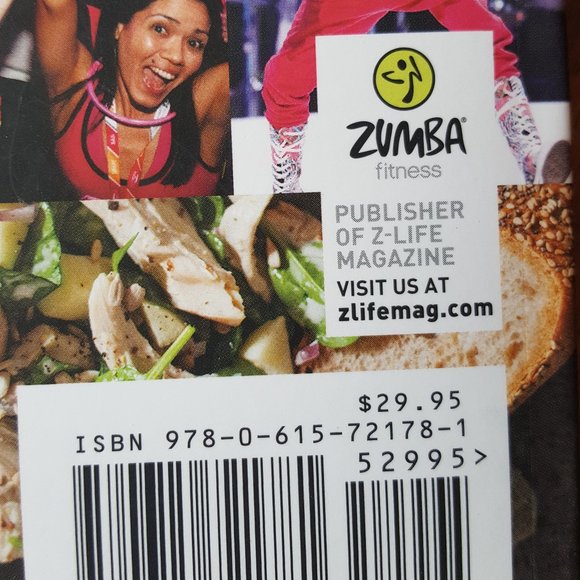 ZUMBA®
fitness
PUBLISHER
OF Z-LIFE
MAGAZINE
VISIT US AT
zlifemag.com
$29.95
ISBN 978-0-615-72178-1
52995>